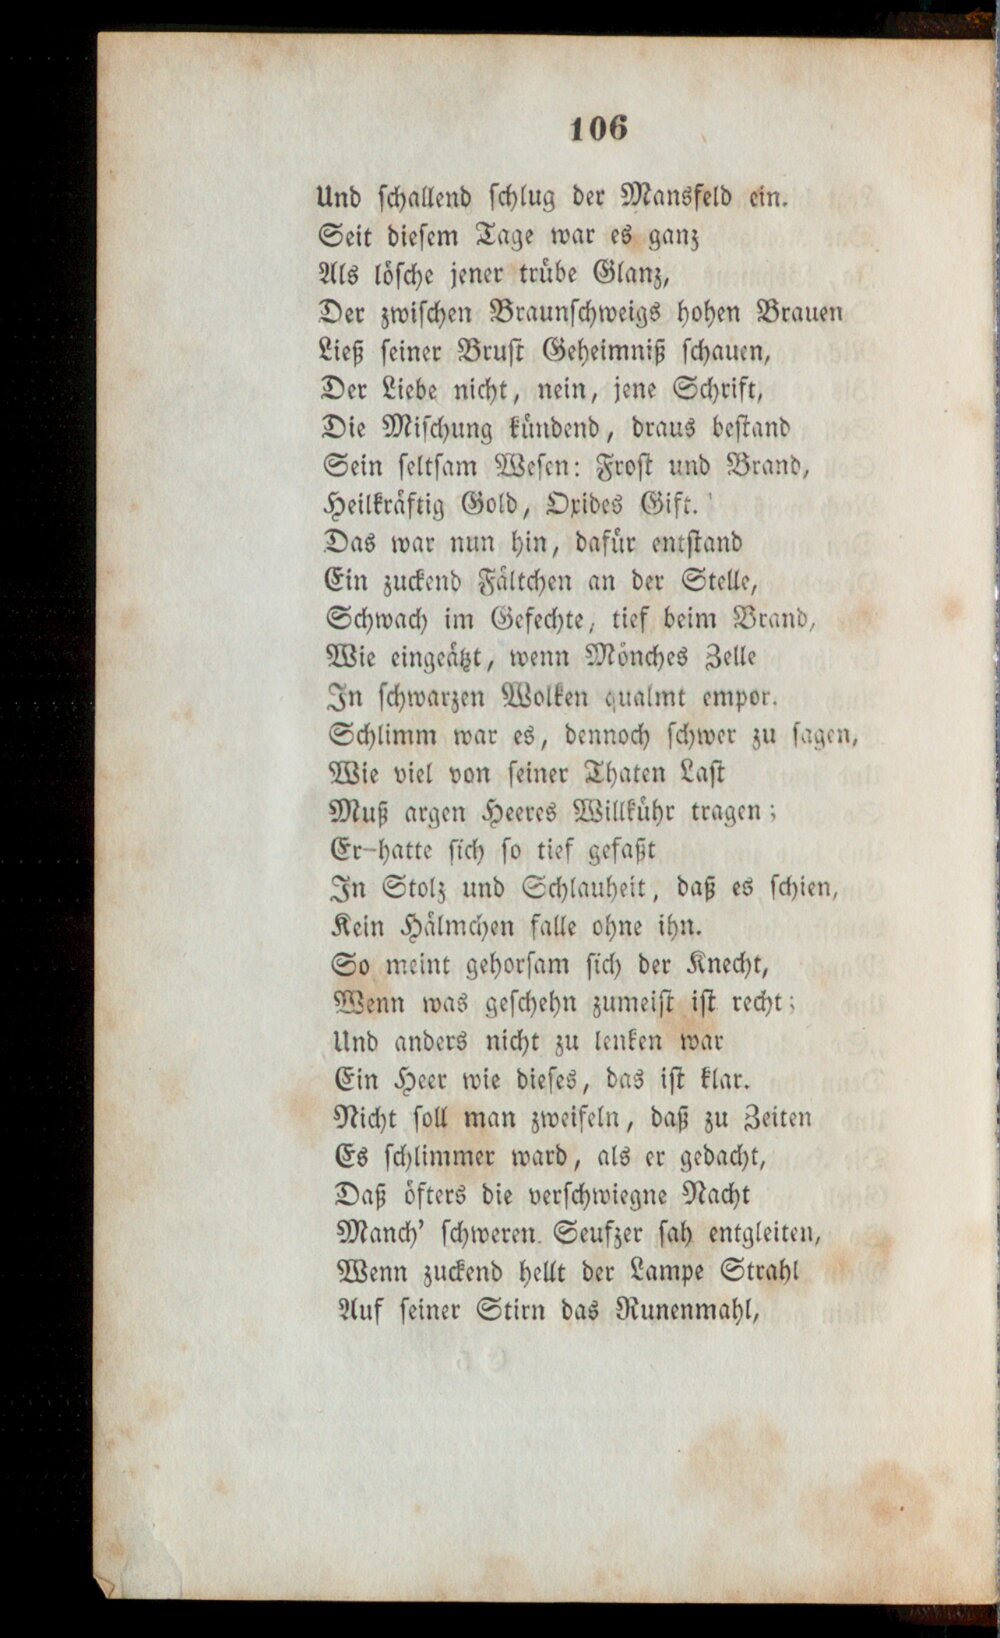 106
Und schallend schlug der Mansfeld ein.
Seit diesem Tage war es ganz
Als lösche jener trübe Glanz,
Der zwischen Braunschweigs hohen Brauen
Ließ seiner Brust Geheimniß schauen,
Der Liebe nicht, nein, jene Schrift,
Die Mischung kündend, draus bestand
Sein seltsam Wesen: Frost und Brand,
Heilkräftig Gold, Oxides Gift.
Das war nun hin, dafür entstand
Ein zuckend Fältchen an der Stelle,
Schwach im Gefechte, tief beim Brand,
Wie eingeätzt, wenn Mönches Zelle
In schwarzen Wolken qualmt empor.
Schlimm war es, dennoch schwer zu sagen,
Wie viel von seiner Thaten Last
Muß argen Heeres Willkühr tragen;
Er hatte sich so tief gefaßt
In Stolz und Schlauheit, daß es schien,
Kein Hälmchen falle ohne ihn.
So meint gehorsam sich der Knecht,
Wenn was geschehn zumeist ist recht;
Und anders nicht zu lenken war
Ein Heer wie dieses, das ist klar.
Nicht soll man zweifeln, daß zu Zeiten
Es schlimmer ward, als er gedacht,
Daß öfters die verschwiegne Nacht
Manch' schweren Seufzer sah entgleiten,
Wenn zuckend hellt der Lampe Strahl
Auf seiner Stirn das Runenmahl,